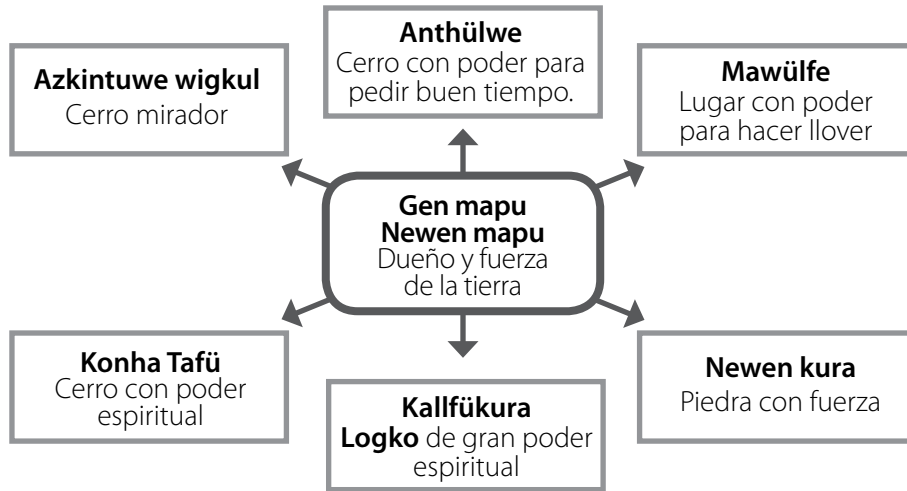 Anthülwe
Cerro con poder para
pedir buen tiempo.
Azkintuwe wigkul
Cerro mirador
Mawülfe
Lugar con poder
para hacer llover
Gen mapu
Newen mapu
Dueño y fuerza
de la tierra
Konha Tafü
Cerro con poder
espiritual
Kallfükura
Logko de gran poder
espiritual
Newen kura
Piedra con fuerza